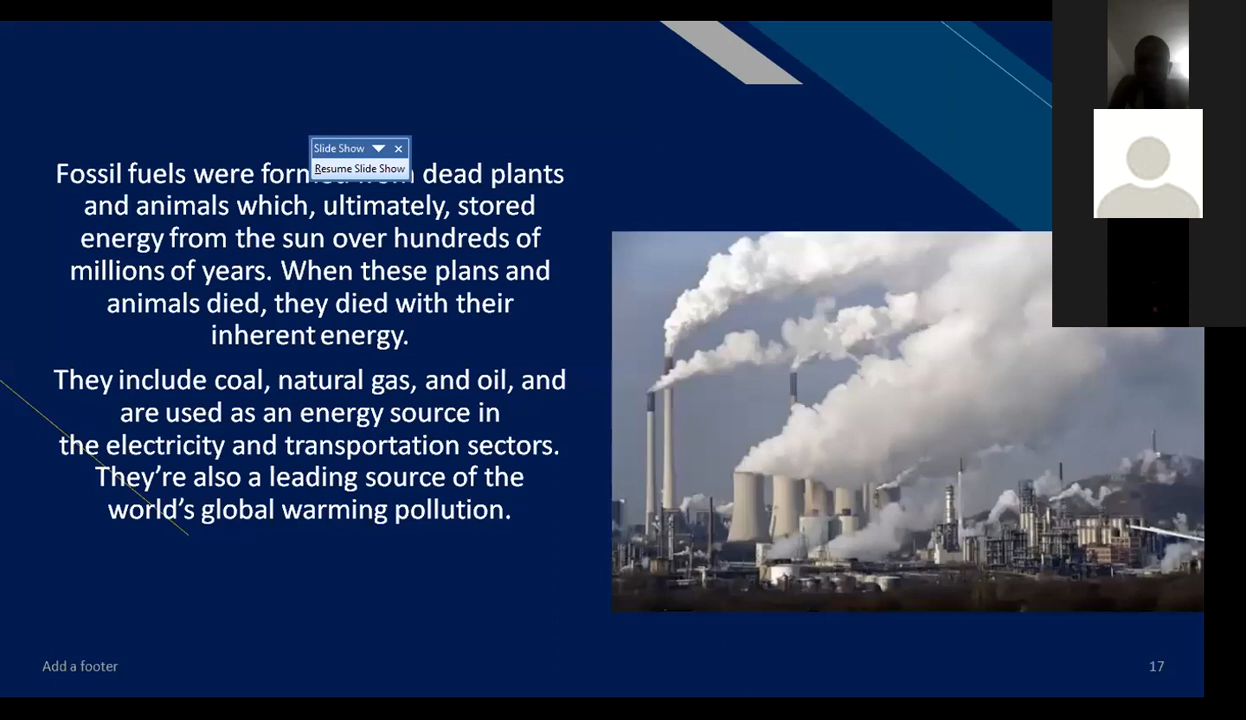 Slide Show
Resume Slide Show
Fossil fuels were formed from dead plants
and animals which, ultimately, stored
energy from the sun over hundreds of
millions of years. When these plans and
animals died, they died with their
inherent energy.
They include coal, natural gas, and oil, and
are used as an energy source in
the electricity and transportation sectors.
They’re also a leading source of the
world’s global warming pollution.
Add a footer
17